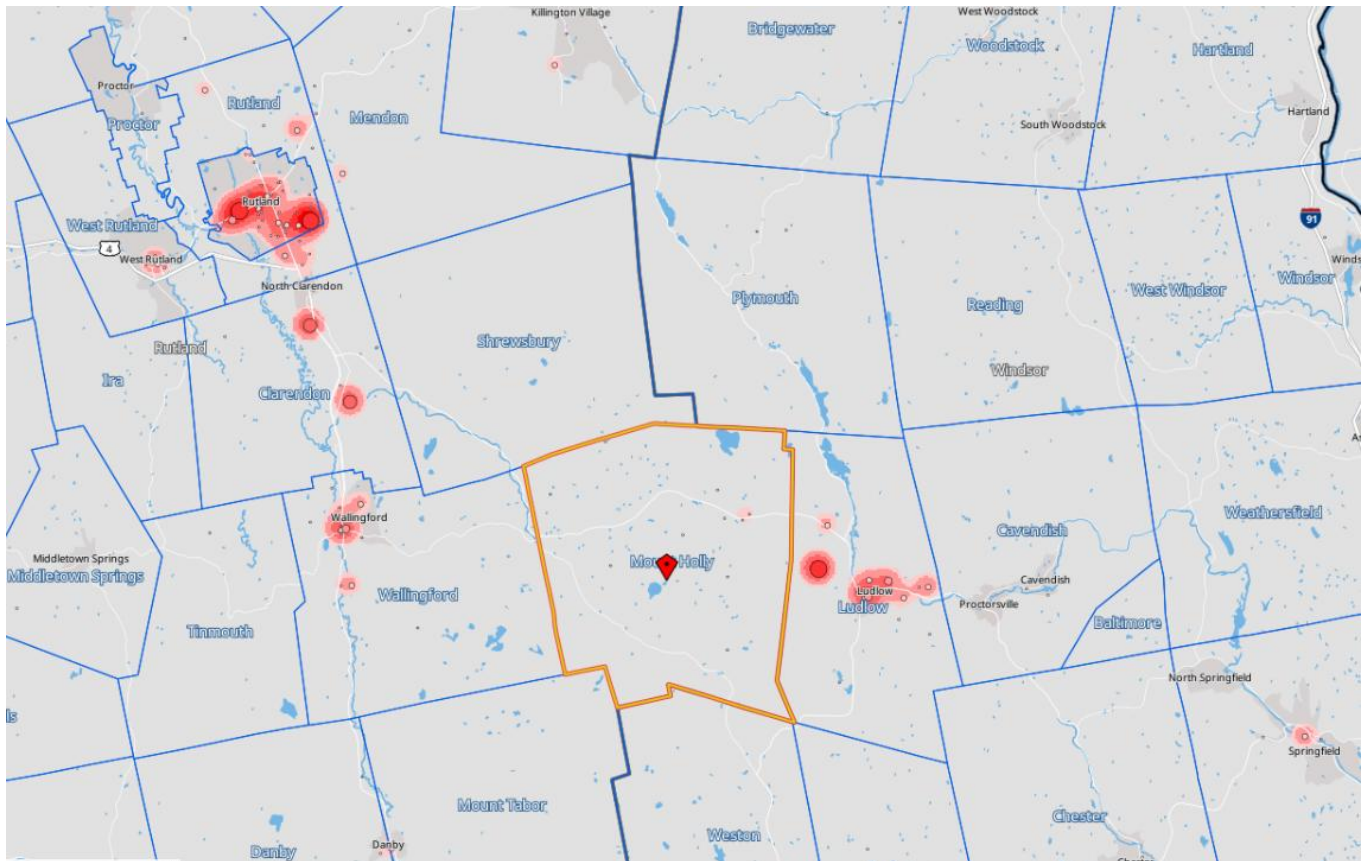 Killington Village
West Woodstock
Bridgewater
Woodstock
Hartland
Proctor
Rutland
Mendon
Proctor
Hartland
South Woodstock
Rutland
West Rutland
4
West Rutland
91
Windsor
North Clarendon
Plymouth
Reading
West Windsor
Shrewsbury
Rutland
Ira
Windsor
Clarendon
Wallingford
Cavendish
Weathersfield
Middletown Springs
Middletown Springs
Mount Holly
Cavendish
Wallingford
Ludlow
Ludlow
Proctorsville
Baltimore
Tinmouth
North Springfield
Springfield
Mount Tabor
Chester
Weston
Danby
Danby